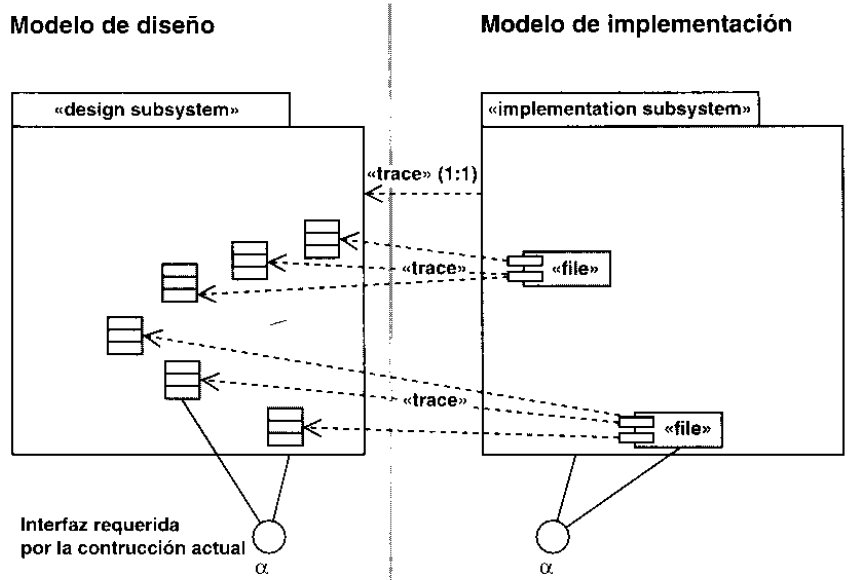 Modelo de diseño
Modelo de implementación
«design subsystem»
«implementation subsystem»
«trace» (1:1)
«trace»
«file»
«trace»
«file»
Interfaz requerida
por la contrucción actual
α
α